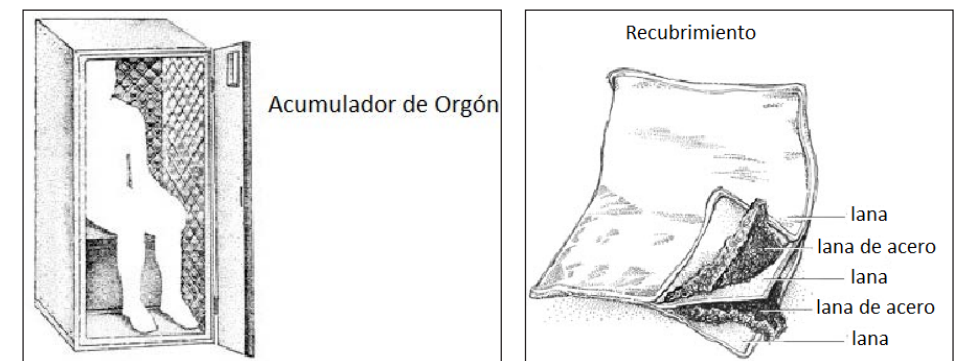 Acumulador de Orgón
Recubrimiento
lana
lana de acero
lana
lana de acero
lana